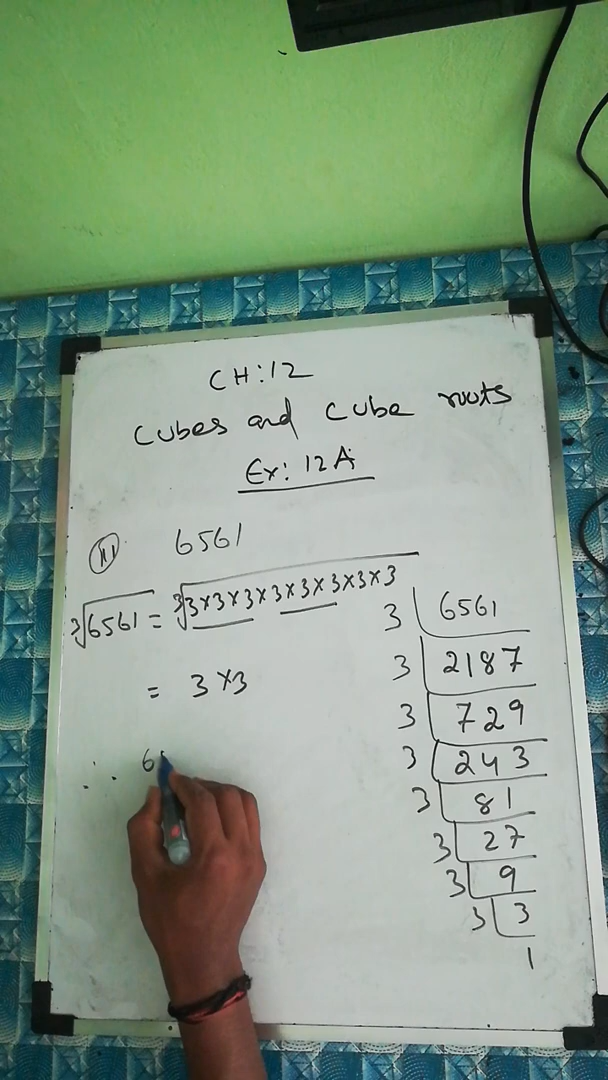 CH:12
Cubes and Cube roots
Ex: 12A
6561
∛6561 = ∛3×3×3×3×3×3×3×3
= 3×3
∴ 6
3 | 6561
3 | 2187
3 | 729
3 | 243
3 | 81
3 | 27
3 | 9
3 | 3
1